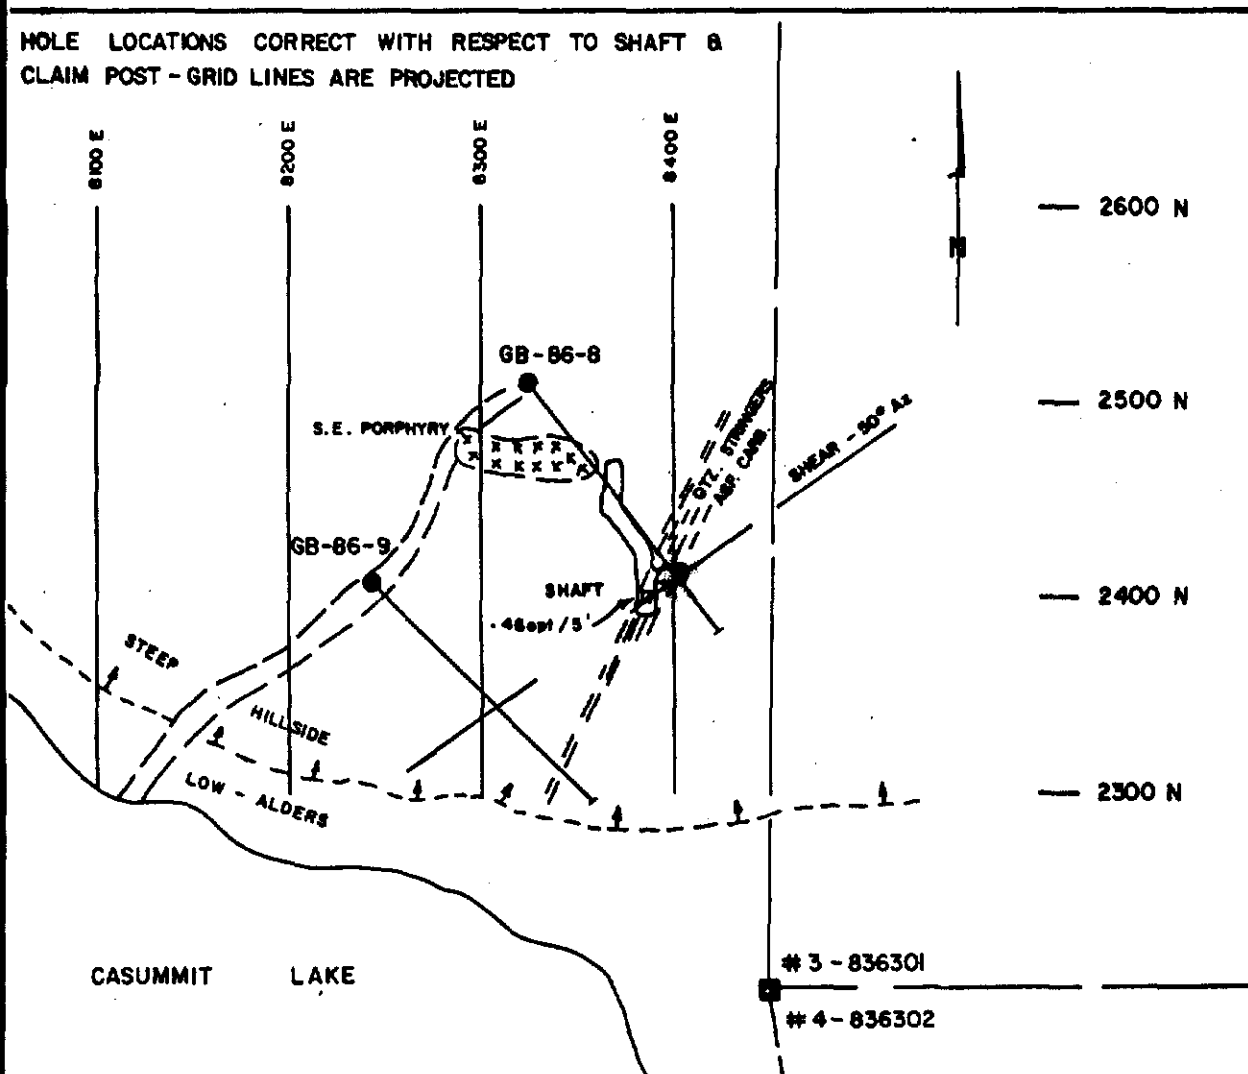 HOLE LOCATIONS CORRECT WITH RESPECT TO SHAFT &
CLAIM POST - GRID LINES ARE PROJECTED
8100 E
8200 E
8300 E
8400 E
N
2600 N
GB-86-8
2500 N
S.E. PORPHYRY
QTZ. STRINGERS
ASP. CARB.
SHEAR - 50° Az
GB-86-9
SHAFT
2400 N
.46opt / 5'
STEEP
HILLSIDE
LOW - ALDERS
2300 N
CASUMMIT LAKE
# 3 - 836301
# 4 - 836302